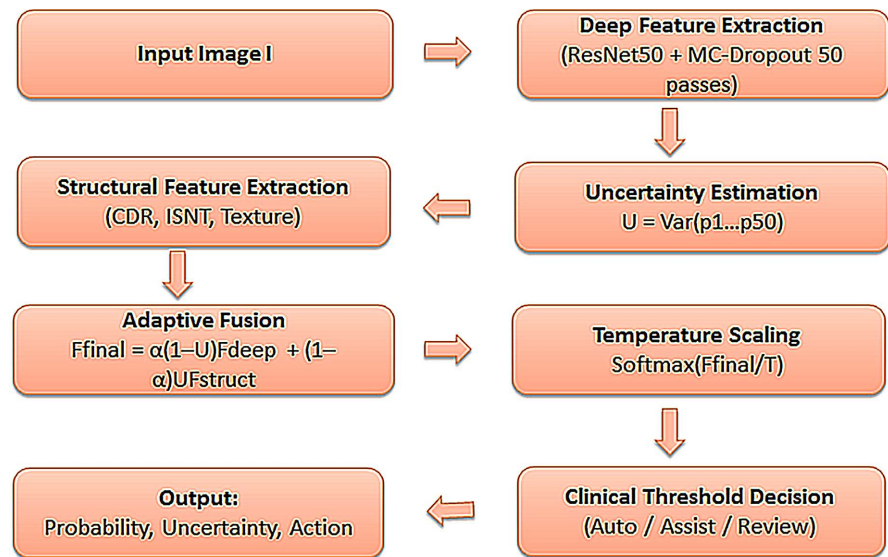 Input Image I
Deep Feature Extraction
(ResNet50 + MC-Dropout 50
passes)
Uncertainty Estimation
U = Var(p1...p50)
Structural Feature Extraction
(CDR, ISNT, Texture)
Adaptive Fusion
Ffinal = α(1–U)Fdeep + (1–
α)UFstruct
Temperature Scaling
Softmax(Ffinal/T)
Clinical Threshold Decision
(Auto / Assist / Review)
Output:
Probability, Uncertainty, Action